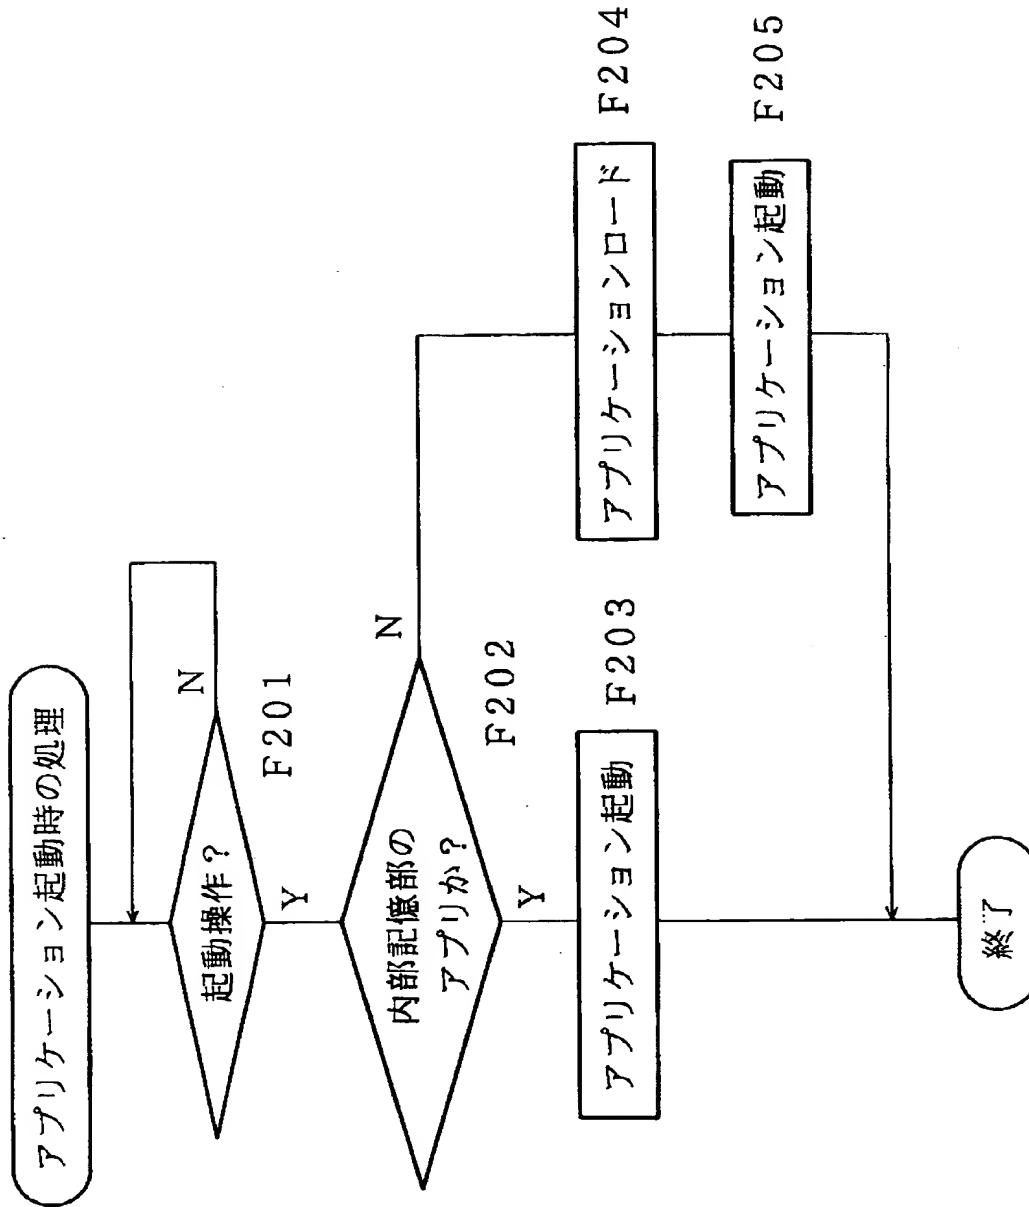 アプリケーション起動時の処理
起動操作？
N
F201
Y
内部記憶部の
アプリか？
N
F202
Y
アプリケーション起動
F203
アプリケーションロード
F204
アプリケーション起動
F205
終了